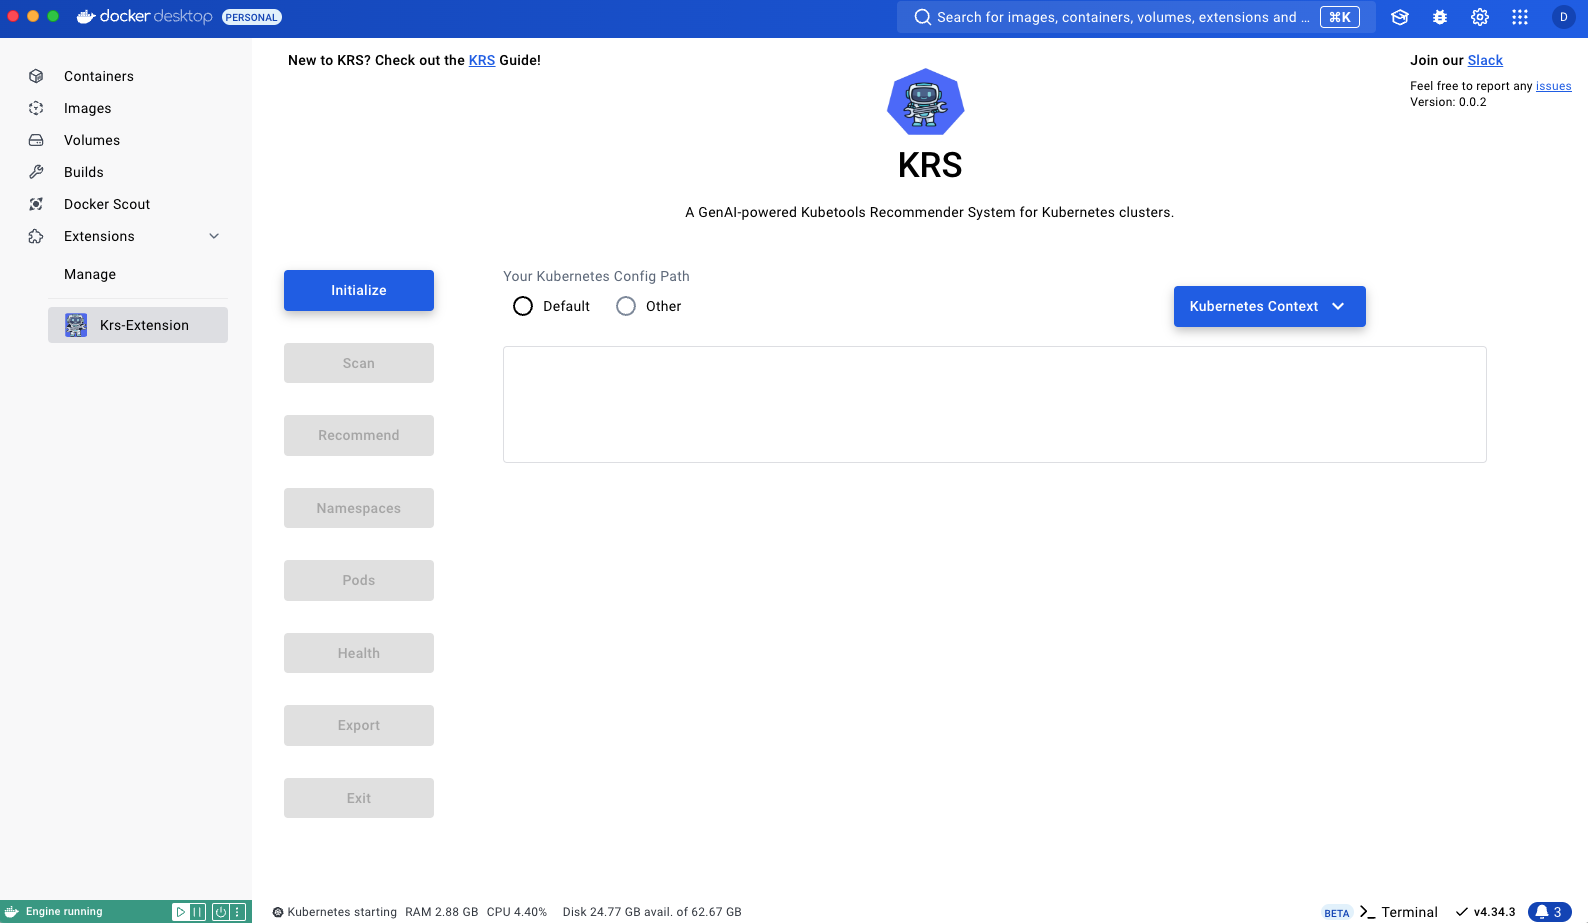 docker desktop PERSONAL
Search for images, containers, volumes, extensions and ... ⌘K
D
Containers
Images
Volumes
Builds
Docker Scout
Extensions
Manage
Krs-Extension
New to KRS? Check out the KRS Guide!
Join our Slack
Feel free to report any issues
Version: 0.0.2
KRS
A GenAI-powered Kubetools Recommender System for Kubernetes clusters.
Initialize
Scan
Recommend
Namespaces
Pods
Health
Export
Exit
Your Kubernetes Config Path
Default Other
Kubernetes Context
Engine running
Kubernetes starting RAM 2.88 GB CPU 4.40% Disk 24.77 GB avail. of 62.67 GB
BETA >_ Terminal v4.34.3 3